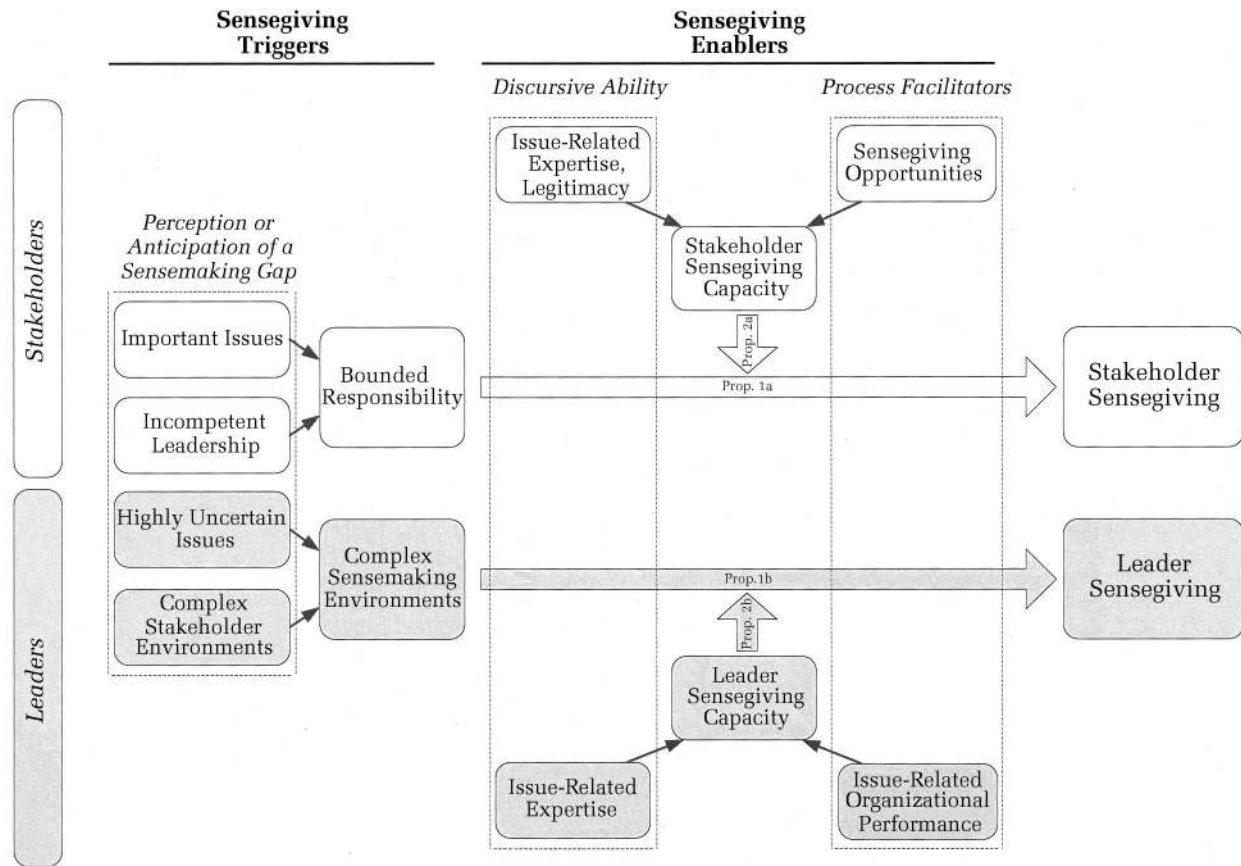 Sensegiving
Triggers
Sensegiving
Enablers
Discursive Ability
Process Facilitators
Stakeholders
Issue-Related
Expertise,
Legitimacy
Sensegiving
Opportunities
Perception or
Anticipation of a
Sensemaking Gap
Stakeholder
Sensegiving
Capacity
Important Issues
Prop. 2a
Bounded
Responsibility
Prop. 1a
Stakeholder
Sensegiving
Incompetent
Leadership
Leaders
Highly Uncertain
Issues
Complex
Sensemaking
Environments
Prop.1b
Leader
Sensegiving
Complex
Stakeholder
Environments
Prop. 2b
Leader
Sensegiving
Capacity
Issue-Related
Expertise
Issue-Related
Organizational
Performance